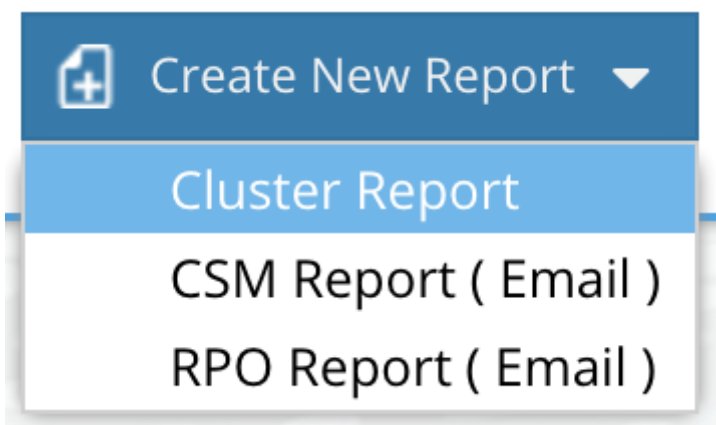 Create New Report
Cluster Report
CSM Report ( Email )
RPO Report ( Email )